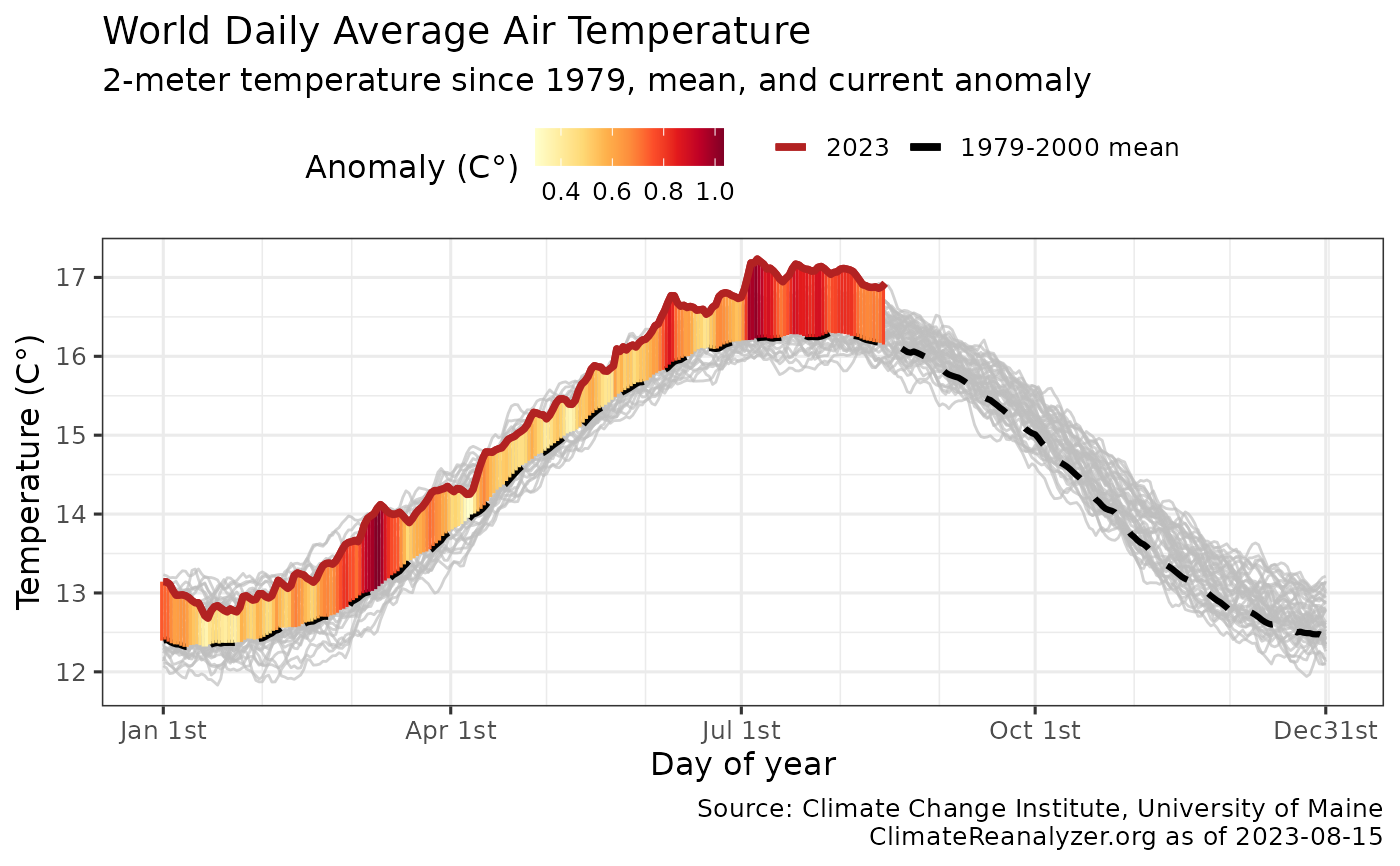 World Daily Average Air Temperature
2-meter temperature since 1979, mean, and current anomaly
Anomaly (C°)
0.4 0.6 0.8 1.0
2023
1979-2000 mean
Temperature (C°)
17
16
15
14
13
12
Jan 1st Apr 1st Jul 1st Oct 1st Dec31st
Day of year
Source: Climate Change Institute, University of Maine
ClimateReanalyzer.org as of 2023-08-15